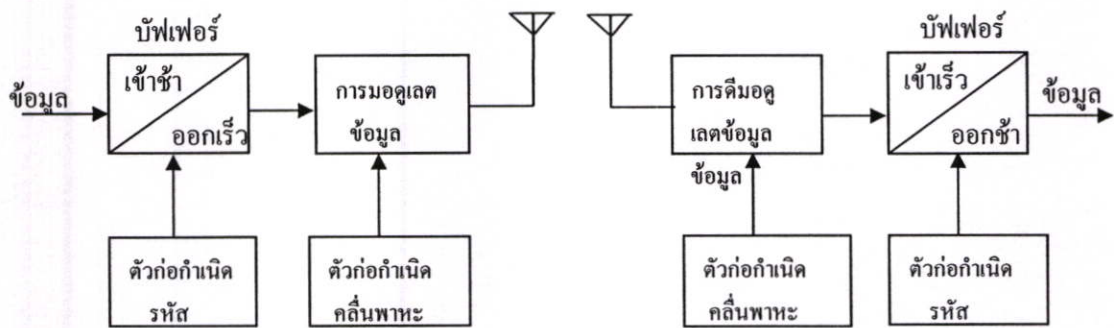 บัฟเฟอร์
เข้าช้า
ออกเร็ว
ข้อมูล
การมอดูเลต
ข้อมูล
ตัวก่อกำเนิด
รหัส
ตัวก่อกำเนิด
คลื่นพาหะ
การดีมอดู
เลตข้อมูล
ข้อมูล
บัฟเฟอร์
เข้าเร็ว
ออกช้า
ข้อมูล
ตัวก่อกำเนิด
คลื่นพาหะ
ตัวก่อกำเนิด
รหัส